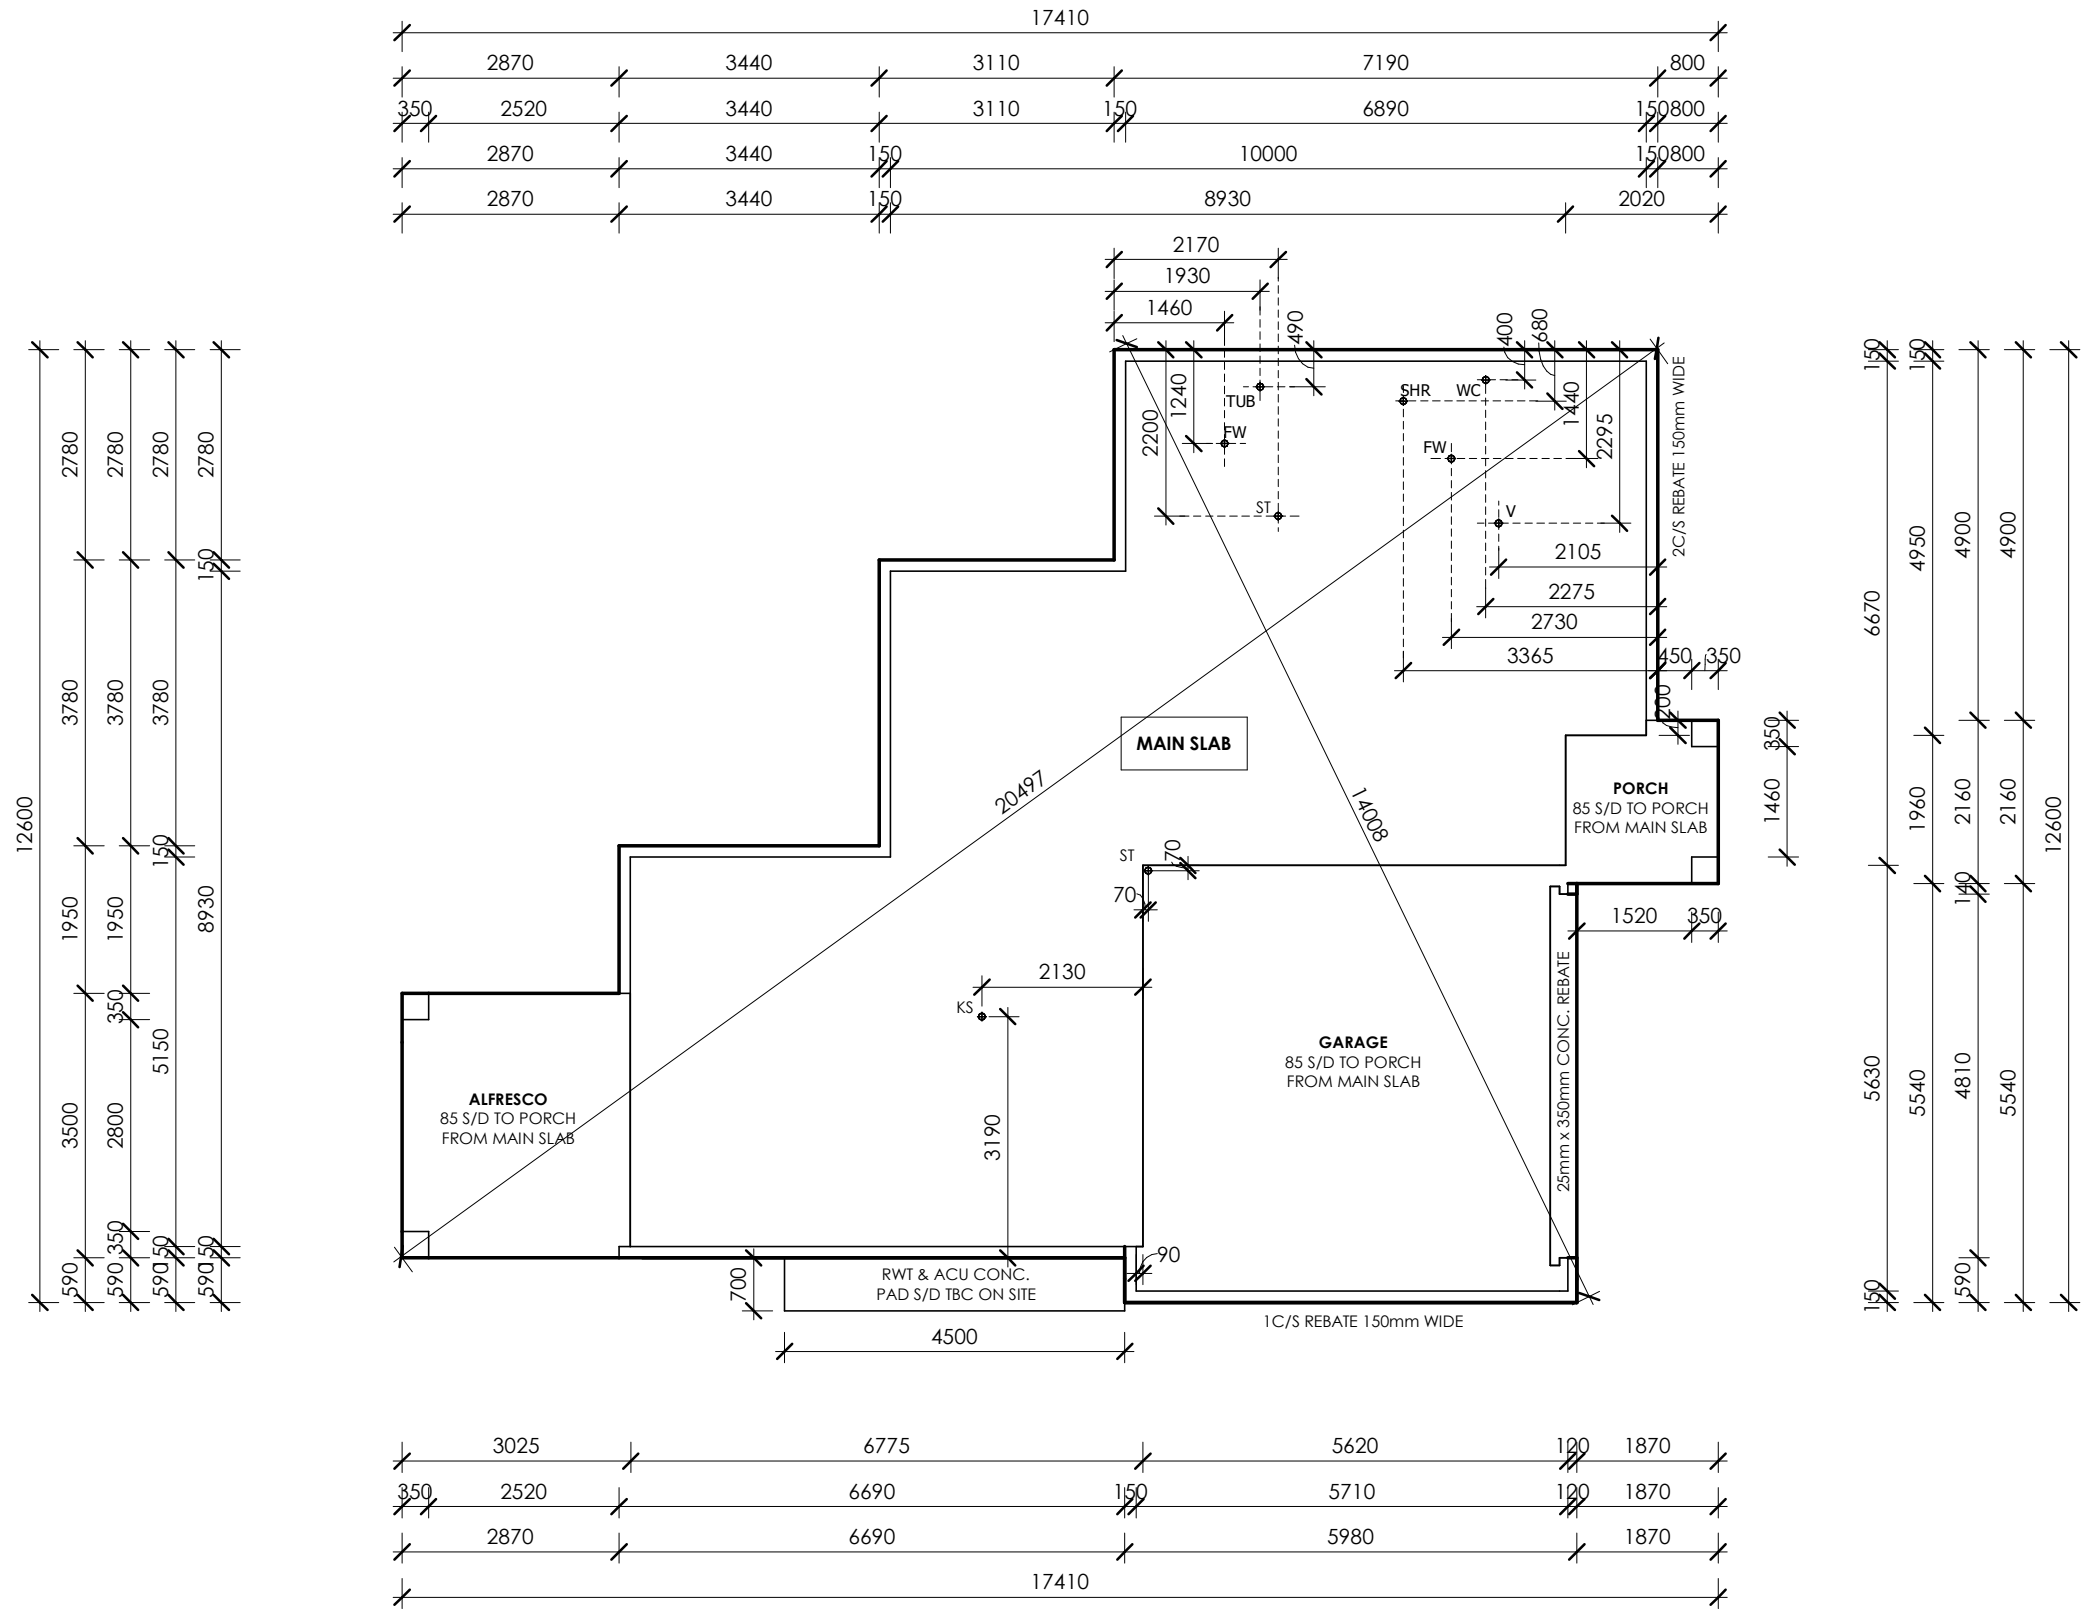 17410
2870 3440 3110 7190 800
350 2520 3440 3110 150 6890 150 800
2870 3440 150 10000 150 800
2870 3440 150 8930 2020
2170
1930
1460
490
400
680
1240
2200
1440
2295
TUB
FW
ST
SHR
WC
FW
V
2C/S REBATE 150mm WIDE
2105
2275
2730
3365
450
350
200
12600
2780 3780 1950 3500 590
2780 3780 1950 350 2800 350 590
2780 3780 150 5150 150 590
2780 150 8930 150 590
MAIN SLAB
20497
14008
PORCH
85 S/D TO PORCH
FROM MAIN SLAB
350
1460
150 6670 5630 150
150 4950 1960 5540
4900 2160 140 4810 590
4900 2160 5540
12600
ST
70
70
1520 350
2130
KS
3190
GARAGE
85 S/D TO PORCH
FROM MAIN SLAB
25mm x 350mm CONC. REBATE
ALFRESCO
85 S/D TO PORCH
FROM MAIN SLAB
90
700
RWT & ACU CONC.
PAD S/D TBC ON SITE
1C/S REBATE 150mm WIDE
4500
3025 6775 5620 120 1870
350 2520 6690 150 5710 120 1870
2870 6690 5980 1870
17410